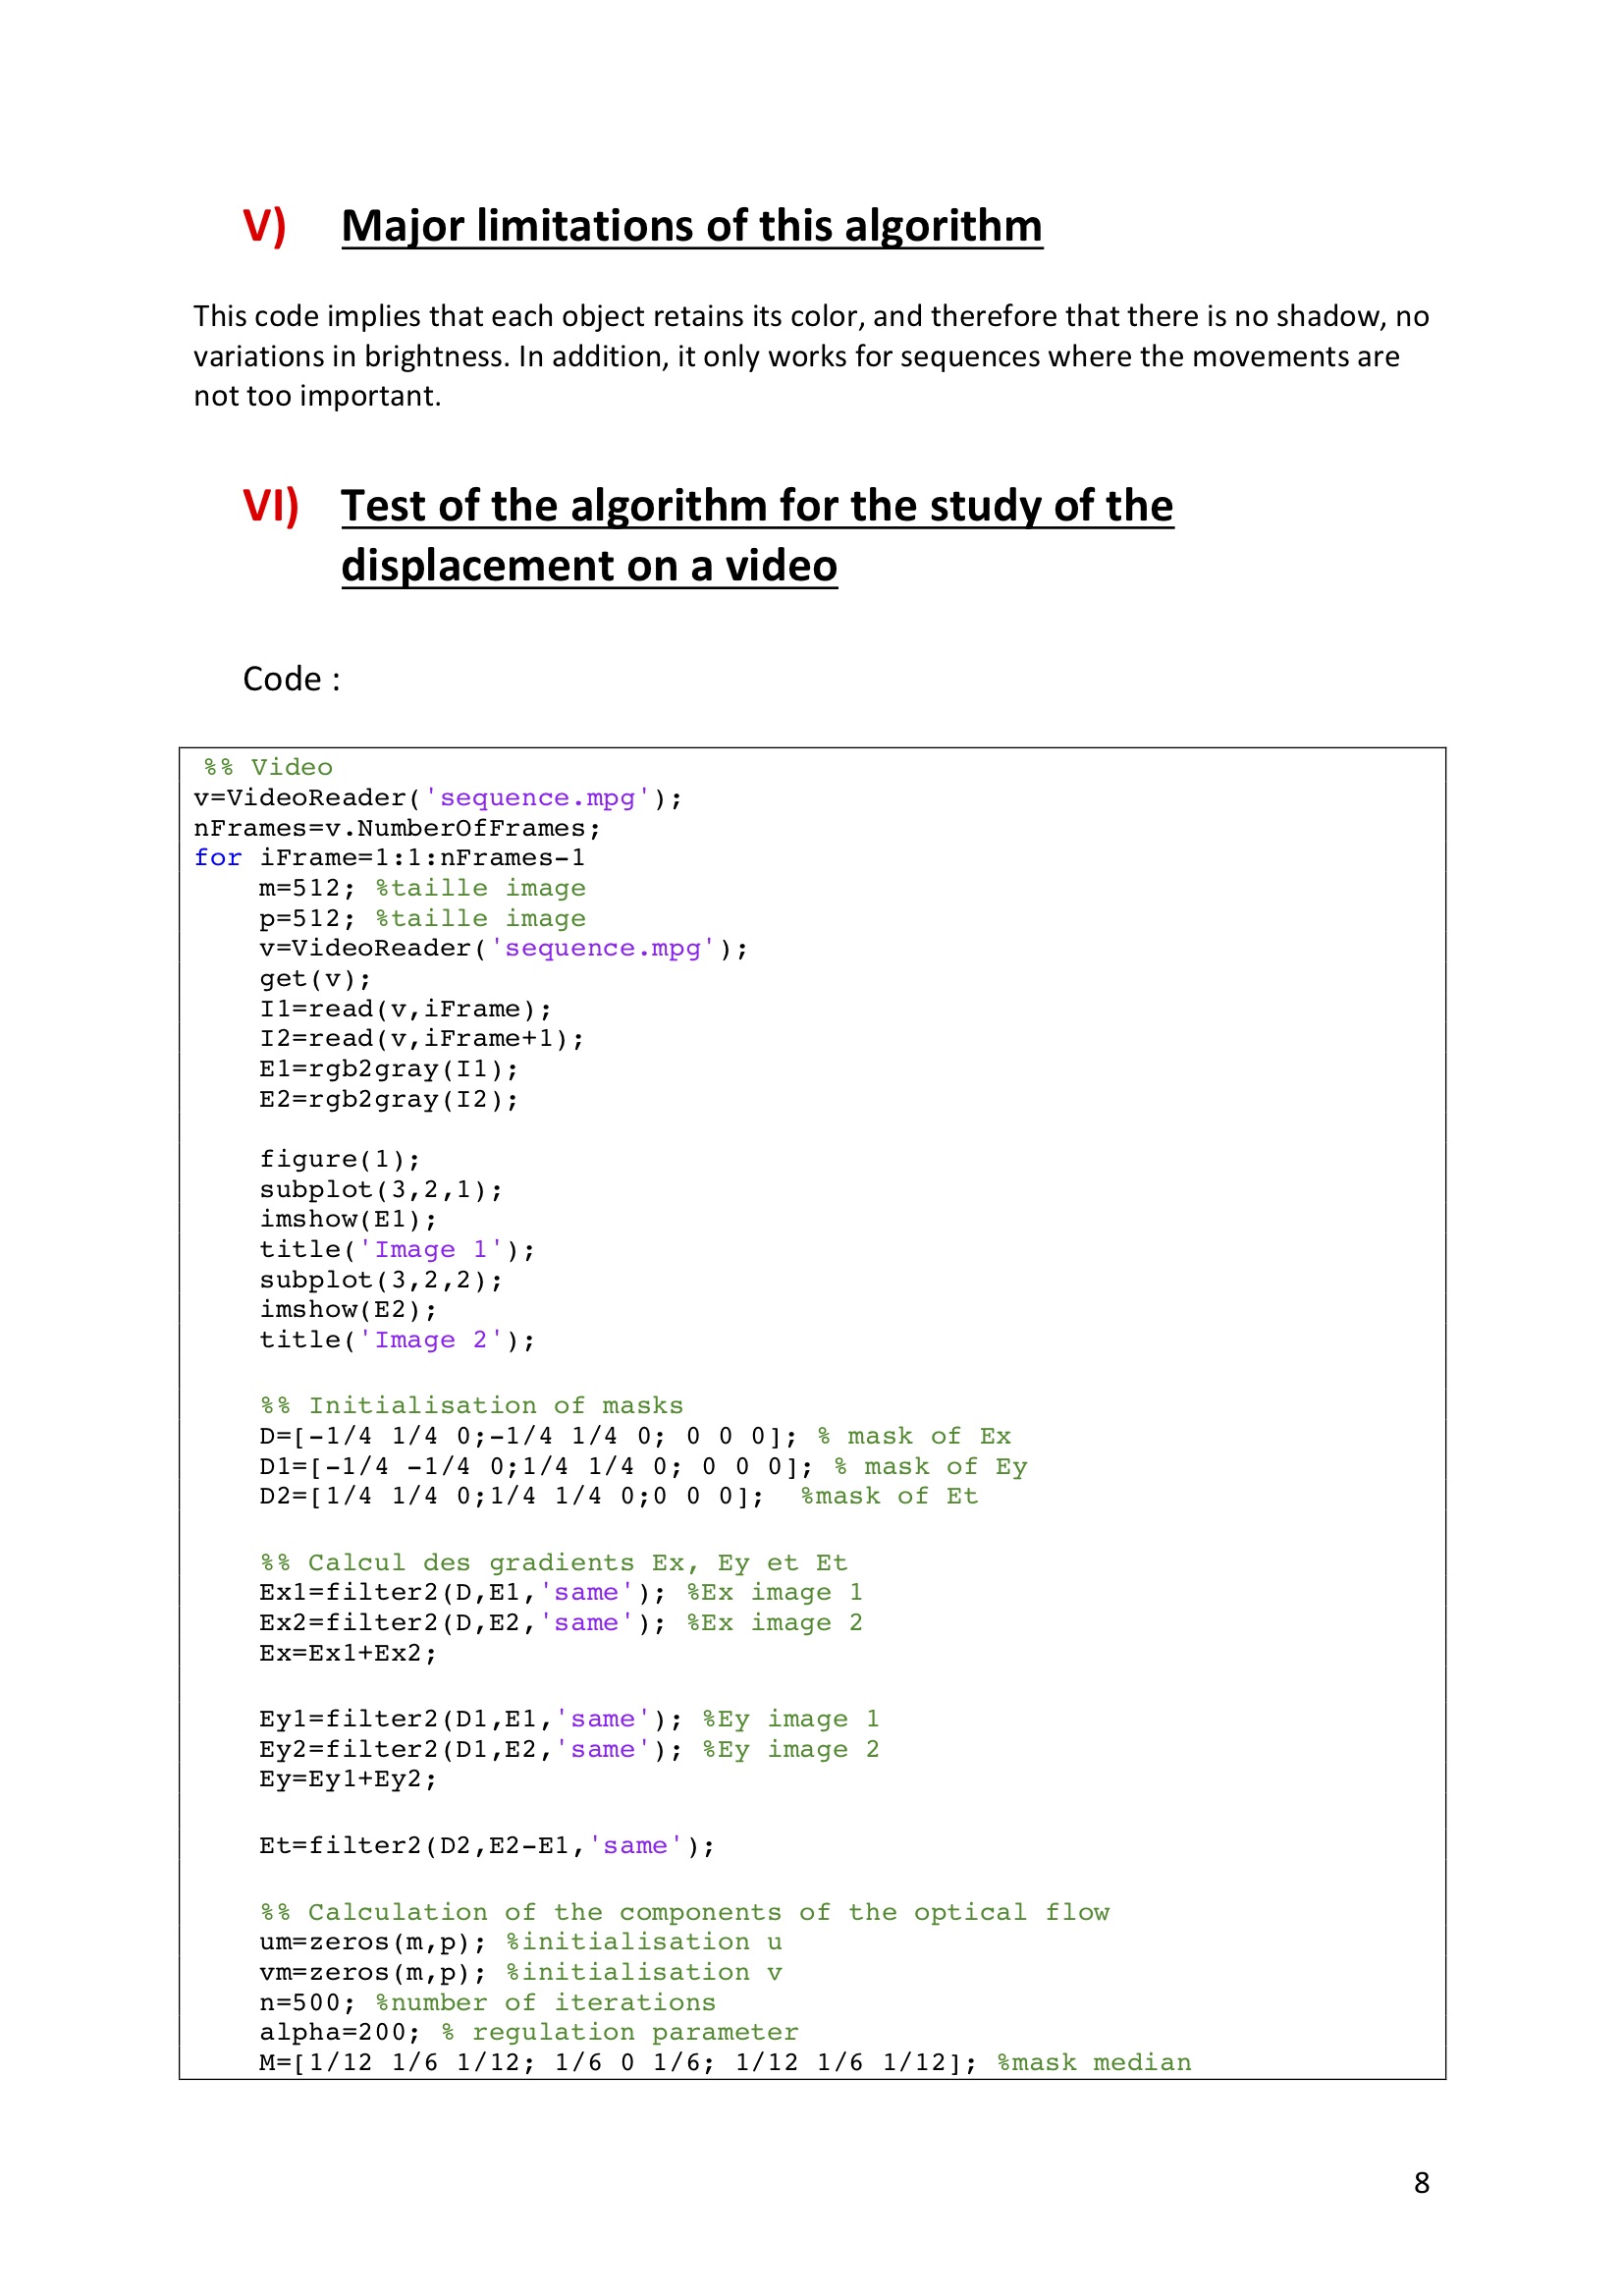 V) Major limitations of this algorithm
This code implies that each object retains its color, and therefore that there is no shadow, no
variations in brightness. In addition, it only works for sequences where the movements are
not too important.
VI) Test of the algorithm for the study of the
displacement on a video
Code :
%% Video
v=VideoReader('sequence.mpg');
nFrames=v.NumberOfFrames;
for iFrame=1:1:nFrames-1
m=512; %taille image
p=512; %taille image
v=VideoReader('sequence.mpg');
get(v);
I1=read(v,iFrame);
I2=read(v,iFrame+1);
E1=rgb2gray(I1);
E2=rgb2gray(I2);
figure(1);
subplot(3,2,1);
imshow(E1);
title('Image 1');
subplot(3,2,2);
imshow(E2);
title('Image 2');
%% Initialisation of masks
D=[-1/4 1/4 0;-1/4 1/4 0; 0 0 0]; % mask of Ex
D1=[-1/4 -1/4 0;1/4 1/4 0; 0 0 0]; % mask of Ey
D2=[1/4 1/4 0;1/4 1/4 0;0 0 0];  %mask of Et
%% Calcul des gradients Ex, Ey et Et
Ex1=filter2(D,E1,'same'); %Ex image 1
Ex2=filter2(D,E2,'same'); %Ex image 2
Ex=Ex1+Ex2;
Ey1=filter2(D1,E1,'same'); %Ey image 1
Ey2=filter2(D1,E2,'same'); %Ey image 2
Ey=Ey1+Ey2;
Et=filter2(D2,E2-E1,'same');
%% Calculation of the components of the optical flow
um=zeros(m,p); %initialisation u
vm=zeros(m,p); %initialisation v
n=500; %number of iterations
alpha=200; % regulation parameter
M=[1/12 1/6 1/12; 1/6 0 1/6; 1/12 1/6 1/12]; %mask median
8